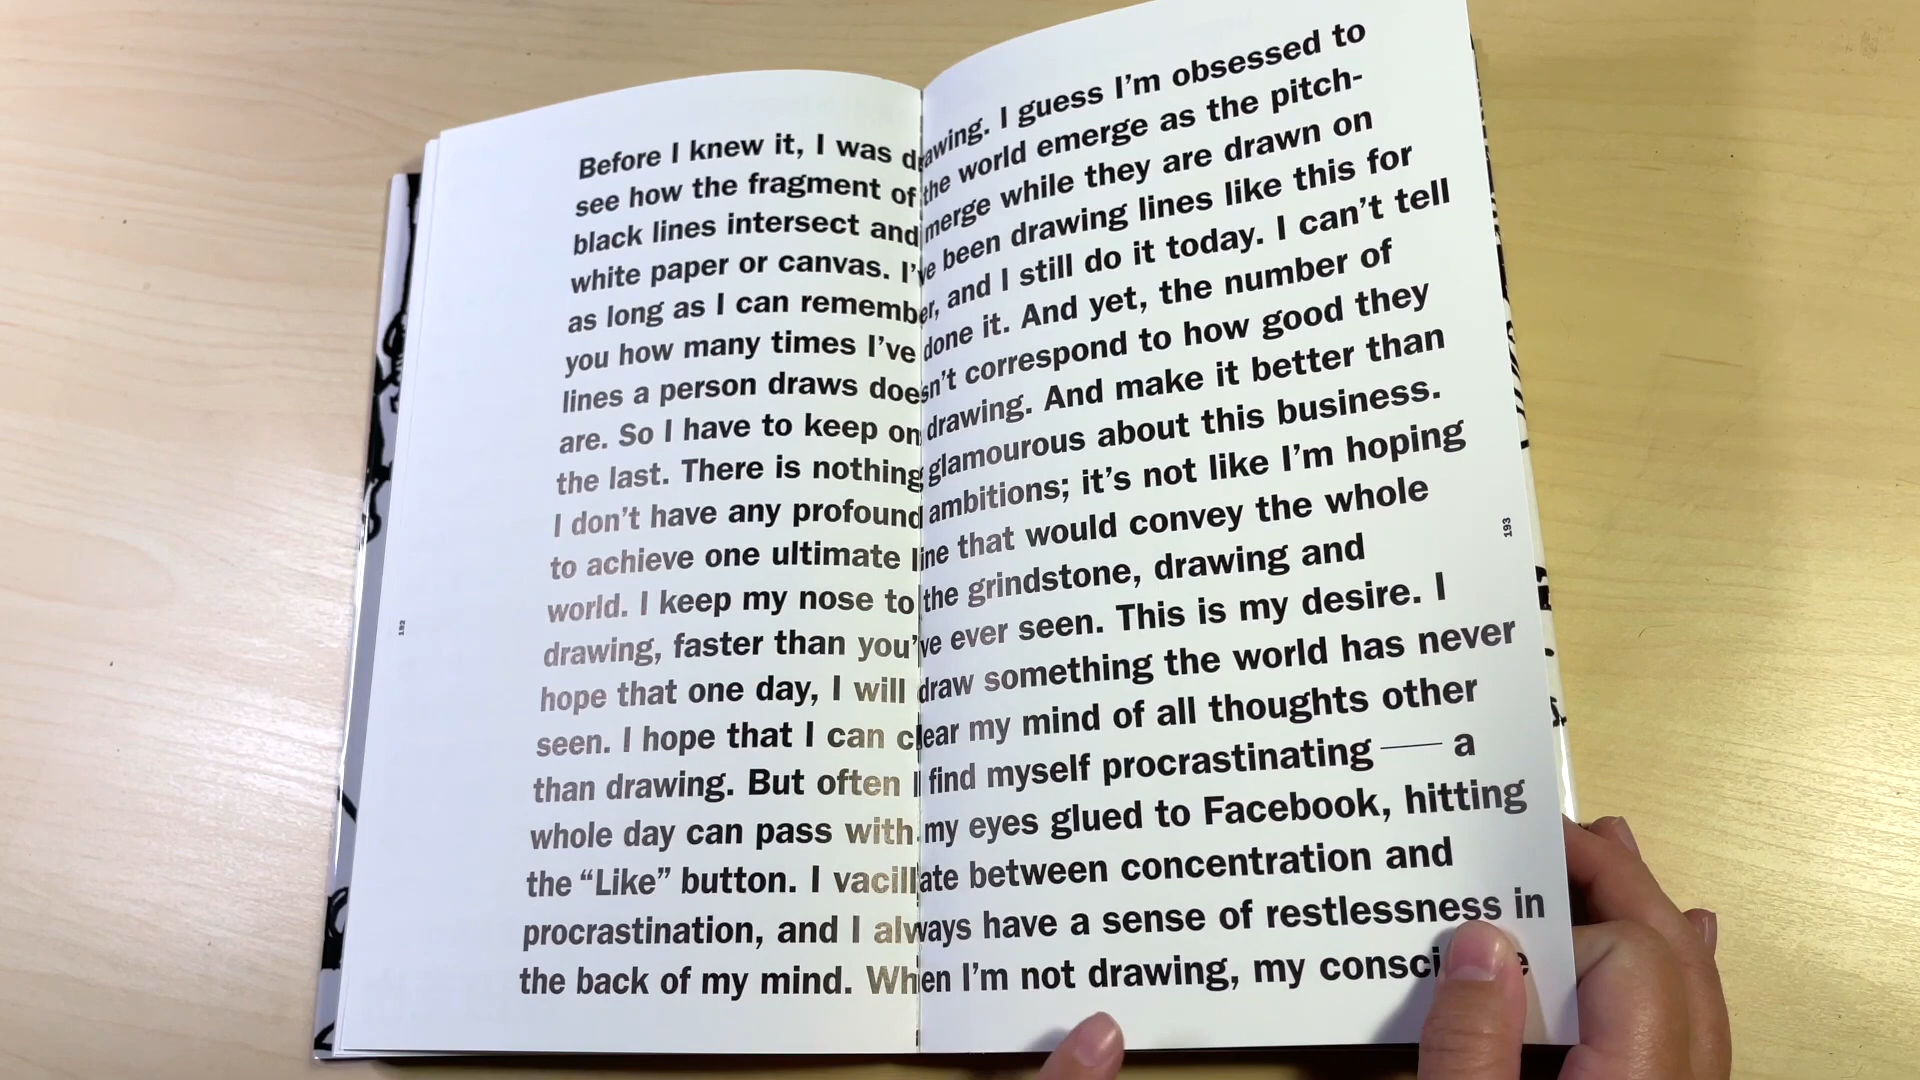 Before I knew it, I was drawing. I guess I'm obsessed to
see how the fragment of the world emerge as the pitch-
black lines intersect and merge while they are drawn on
white paper or canvas. I've been drawing lines like this for
as long as I can remember, and I still do it today. I can't tell
you how many times I've done it. And yet, the number of
lines a person draws doesn't correspond to how good they
are. So I have to keep on drawing. And make it better than
the last. There is nothing glamourous about this business.
I don't have any profound ambitions; it's not like I'm hoping
to achieve one ultimate line that would convey the whole
world. I keep my nose to the grindstone, drawing and
drawing, faster than you've ever seen. This is my desire. I
hope that one day, I will draw something the world has never
seen. I hope that I can clear my mind of all thoughts other
than drawing. But often I find myself procrastinating — a
whole day can pass with my eyes glued to Facebook, hitting
the “Like” button. I vacillate between concentration and
procrastination, and I always have a sense of restlessness in
the back of my mind. When I'm not drawing, my
192
193